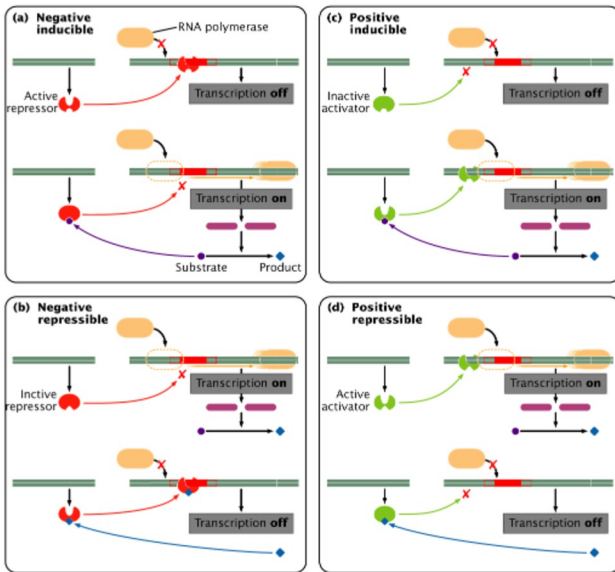 (a) Negative
inducible
RNA polymerase
Active
repressor
Transcription off
Transcription on
Substrate
Product
(c) Positive
inducible
Inactive
activator
Transcription off
Transcription on
(b) Negative
repressible
Inctive
repressor
Transcription on
Transcription off
(d) Positive
repressible
Active
activator
Transcription on
Transcription off